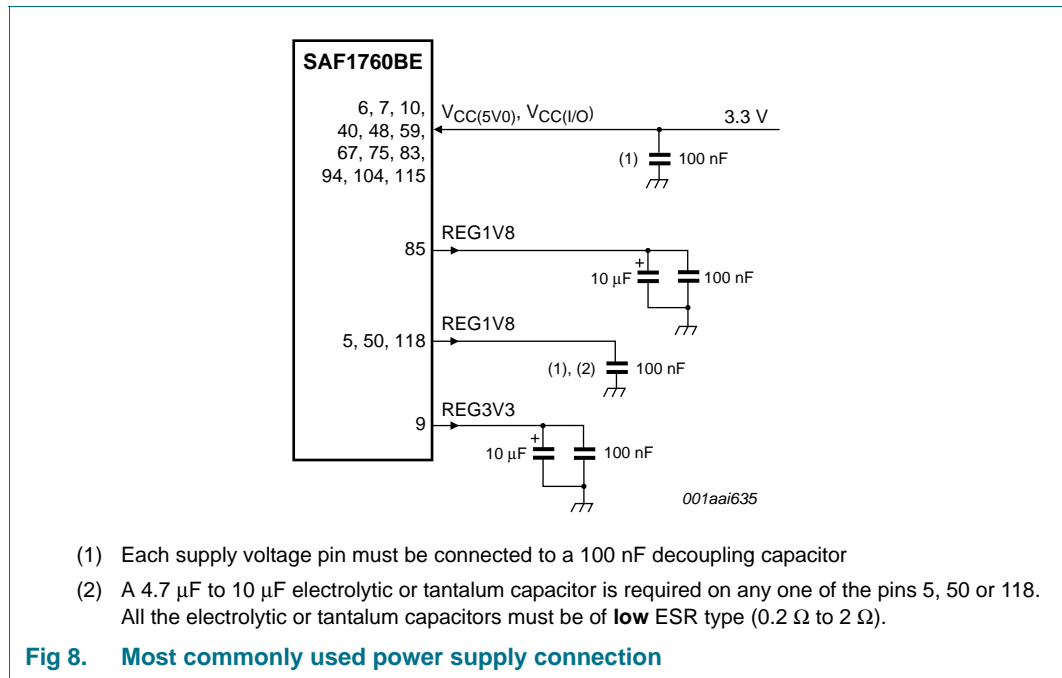 SAF1760BE
6, 7, 10,
40, 48, 59,
67, 75, 83,
94, 104, 115
VCC(5V0), VCC(I/O)
3.3 V
(1)
100 nF
85
REG1V8
+
10 μF
100 nF
5, 50, 118
REG1V8
(1), (2)
100 nF
9
REG3V3
+
10 μF
100 nF
001aai635
(1) Each supply voltage pin must be connected to a 100 nF decoupling capacitor
(2) A 4.7 μF to 10 μF electrolytic or tantalum capacitor is required on any one of the pins 5, 50 or 118.
All the electrolytic or tantalum capacitors must be of low ESR type (0.2 Ω to 2 Ω).
Fig 8. Most commonly used power supply connection